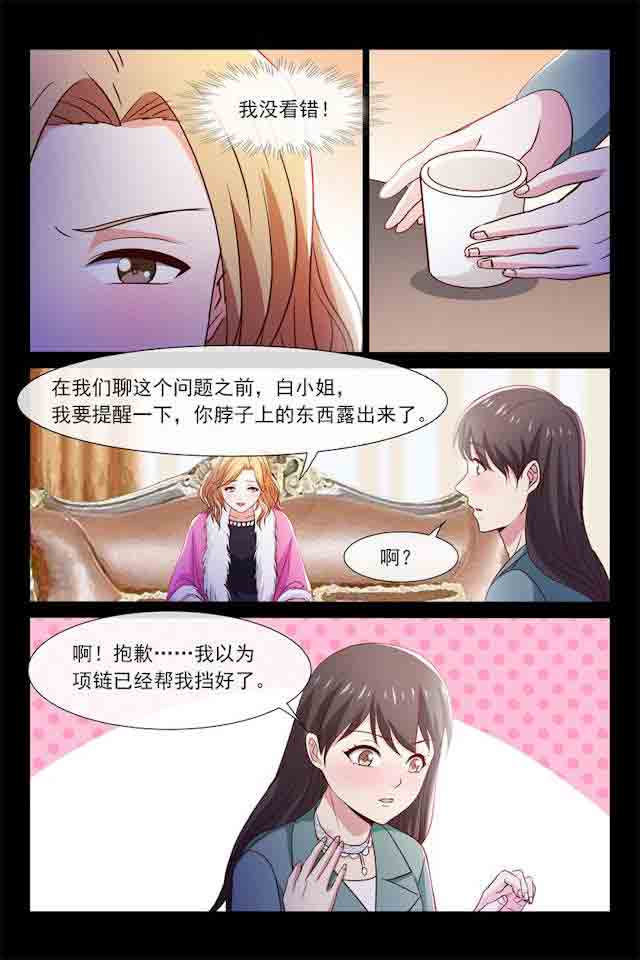 我没看错！
在我们聊这个问题之前，白小姐，
我要提醒一下，你脖子上的东西露出来了。
啊？
啊！抱歉……我以为
项链已经帮我挡好了。